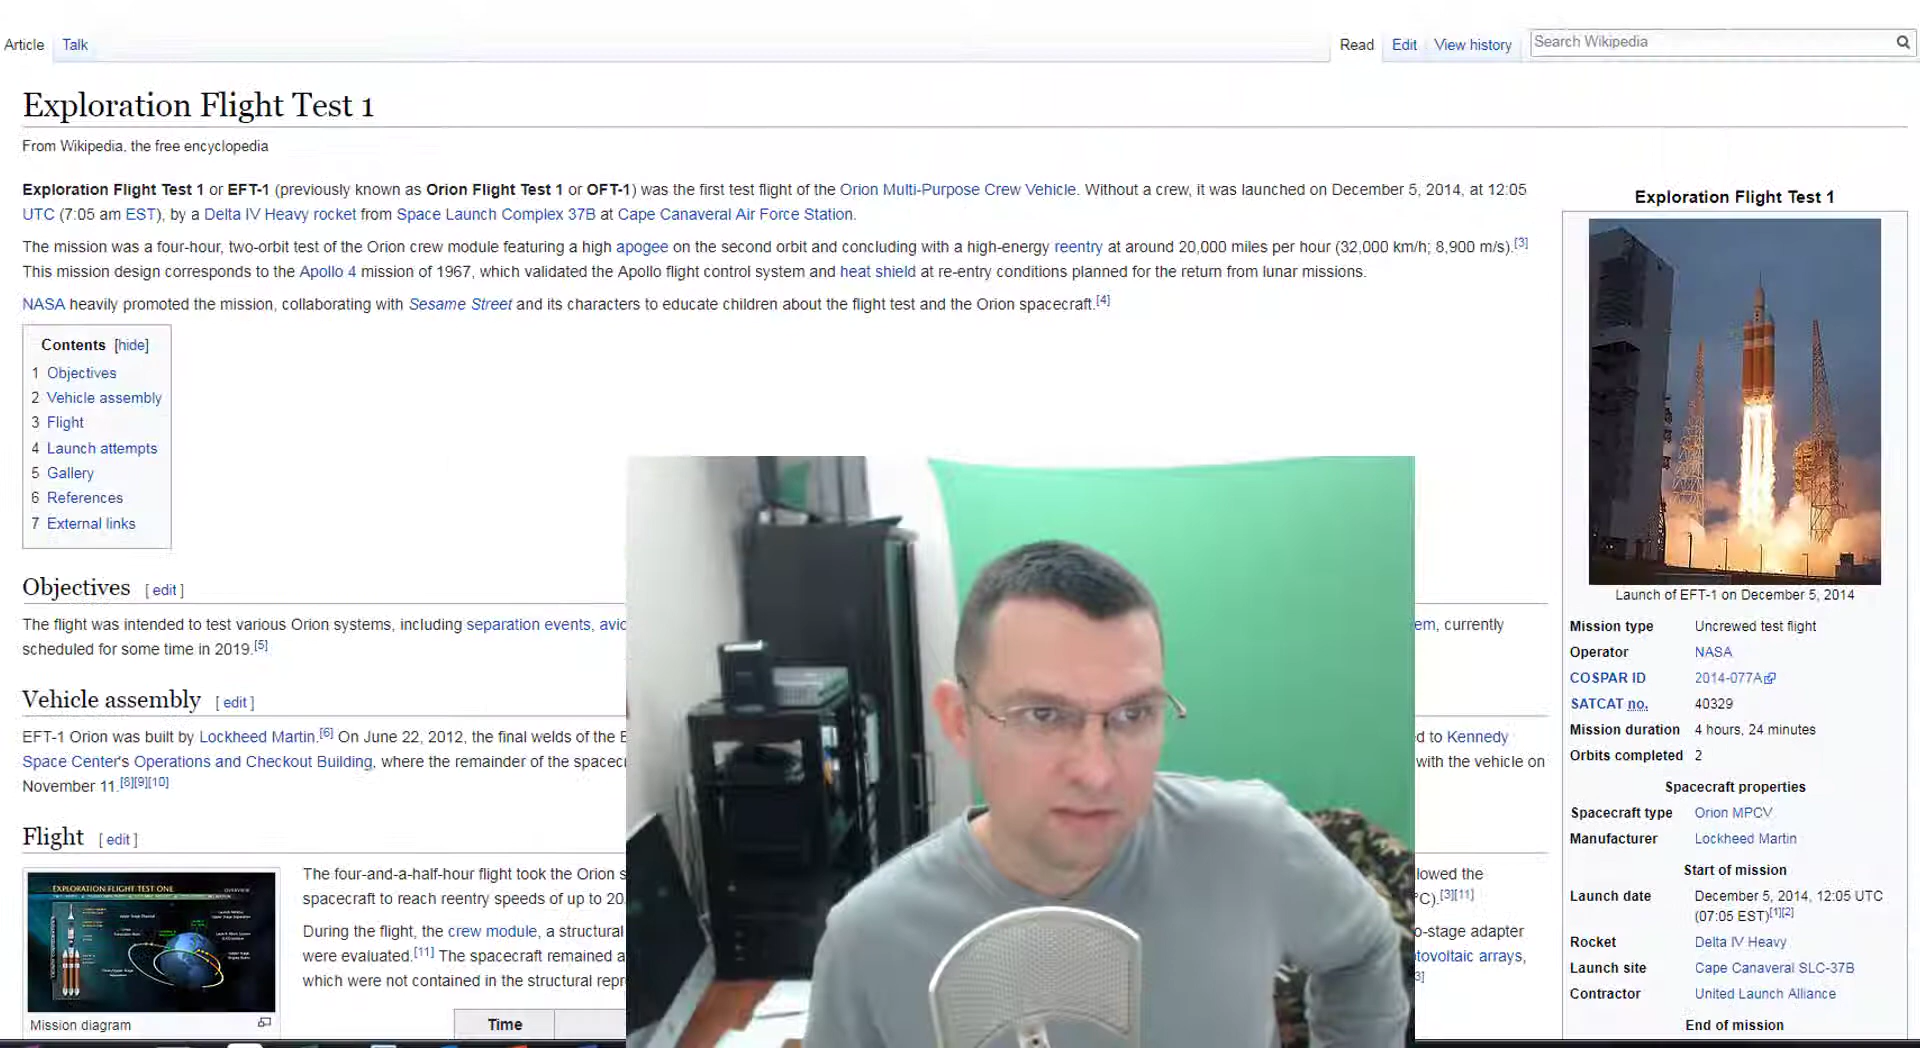 Article Talk Read Edit View history Search Wikipedia
Exploration Flight Test 1
From Wikipedia, the free encyclopedia
Exploration Flight Test 1 or EFT-1 (previously known as Orion Flight Test 1 or OFT-1) was the first test flight of the Orion Multi-Purpose Crew Vehicle. Without a crew, it was launched on December 5, 2014, at 12:05
UTC (7:05 am EST), by a Delta IV Heavy rocket from Space Launch Complex 37B at Cape Canaveral Air Force Station.
The mission was a four-hour, two-orbit test of the Orion crew module featuring a high apogee on the second orbit and concluding with a high-energy reentry at around 20,000 miles per hour (32,000 km/h; 8,900 m/s).[3]
This mission design corresponds to the Apollo 4 mission of 1967, which validated the Apollo flight control system and heat shield at re-entry conditions planned for the return from lunar missions.
NASA heavily promoted the mission, collaborating with Sesame Street and its characters to educate children about the flight test and the Orion spacecraft.[4]
Contents [hide]
1 Objectives
2 Vehicle assembly
3 Flight
4 Launch attempts
5 Gallery
6 References
7 External links
Objectives [ edit ]
The flight was intended to test various Orion systems, including separation events, avic
em, currently
scheduled for some time in 2019.[5]
Vehicle assembly [ edit ]
EFT-1 Orion was built by Lockheed Martin.[6] On June 22, 2012, the final welds of the E
d to Kennedy
Space Center's Operations and Checkout Building, where the remainder of the spacec
with the vehicle on
November 11.[8][9][10]
Flight [ edit ]
EXPLORATION FLIGHT TEST ONE
OVERVIEW
Mission diagram
The four-and-a-half-hour flight took the Orion s
lowed the
spacecraft to reach reentry speeds of up to 20
°C).[3][11]
During the flight, the crew module, a structural
o-stage adapter
were evaluated.[11] The spacecraft remained a
tovoltaic arrays,
which were not contained in the structural repr
3]
Time
Exploration Flight Test 1
Launch of EFT-1 on December 5, 2014
Mission type Uncrewed test flight
Operator NASA
COSPAR ID 2014-077A
SATCAT no. 40329
Mission duration 4 hours, 24 minutes
Orbits completed 2
Spacecraft properties
Spacecraft type Orion MPCV
Manufacturer Lockheed Martin
Start of mission
Launch date December 5, 2014, 12:05 UTC
(07:05 EST)[1][2]
Rocket Delta IV Heavy
Launch site Cape Canaveral SLC-37B
Contractor United Launch Alliance
End of mission